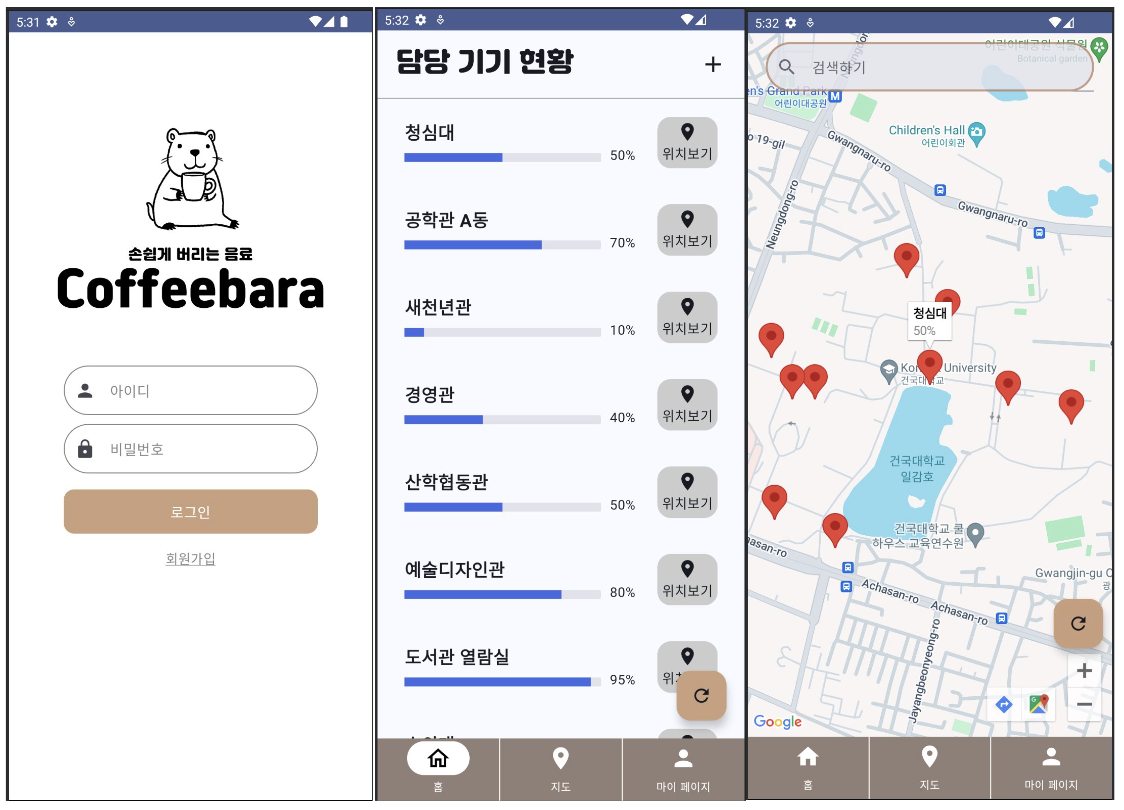 5:31
손쉽게 버리는 음료
Coffeebara
아이디
비밀번호
로그인
회원가입
5:32
담당 기기 현황
+
청심대
50%
위치보기
공학관 A동
70%
위치보기
새천년관
10%
위치보기
경영관
40%
위치보기
산학협동관
50%
위치보기
예술디자인관
80%
위치보기
도서관 열람실
95%
위치
홈
지도
마이 페이지
5:32
어린이대공원 식물원
Botanical garden
검색하기
en's Grand Park
어린이대공원
M
Children's Hall
어린이회관
o 19-gil
Gwangnaru-ro
Neungdong-ro
Gwangnaru-ro
청심대
50%
University
건국대학교
건국대학교
일감호
건국대학교 쿨
하우스 교육연수원
asan-ro
Gwangjin-gu
Achasan-ro
Achasan-ro
Jayangbeonyeong-ro
+
−
Google
홈
지도
마이 페이지